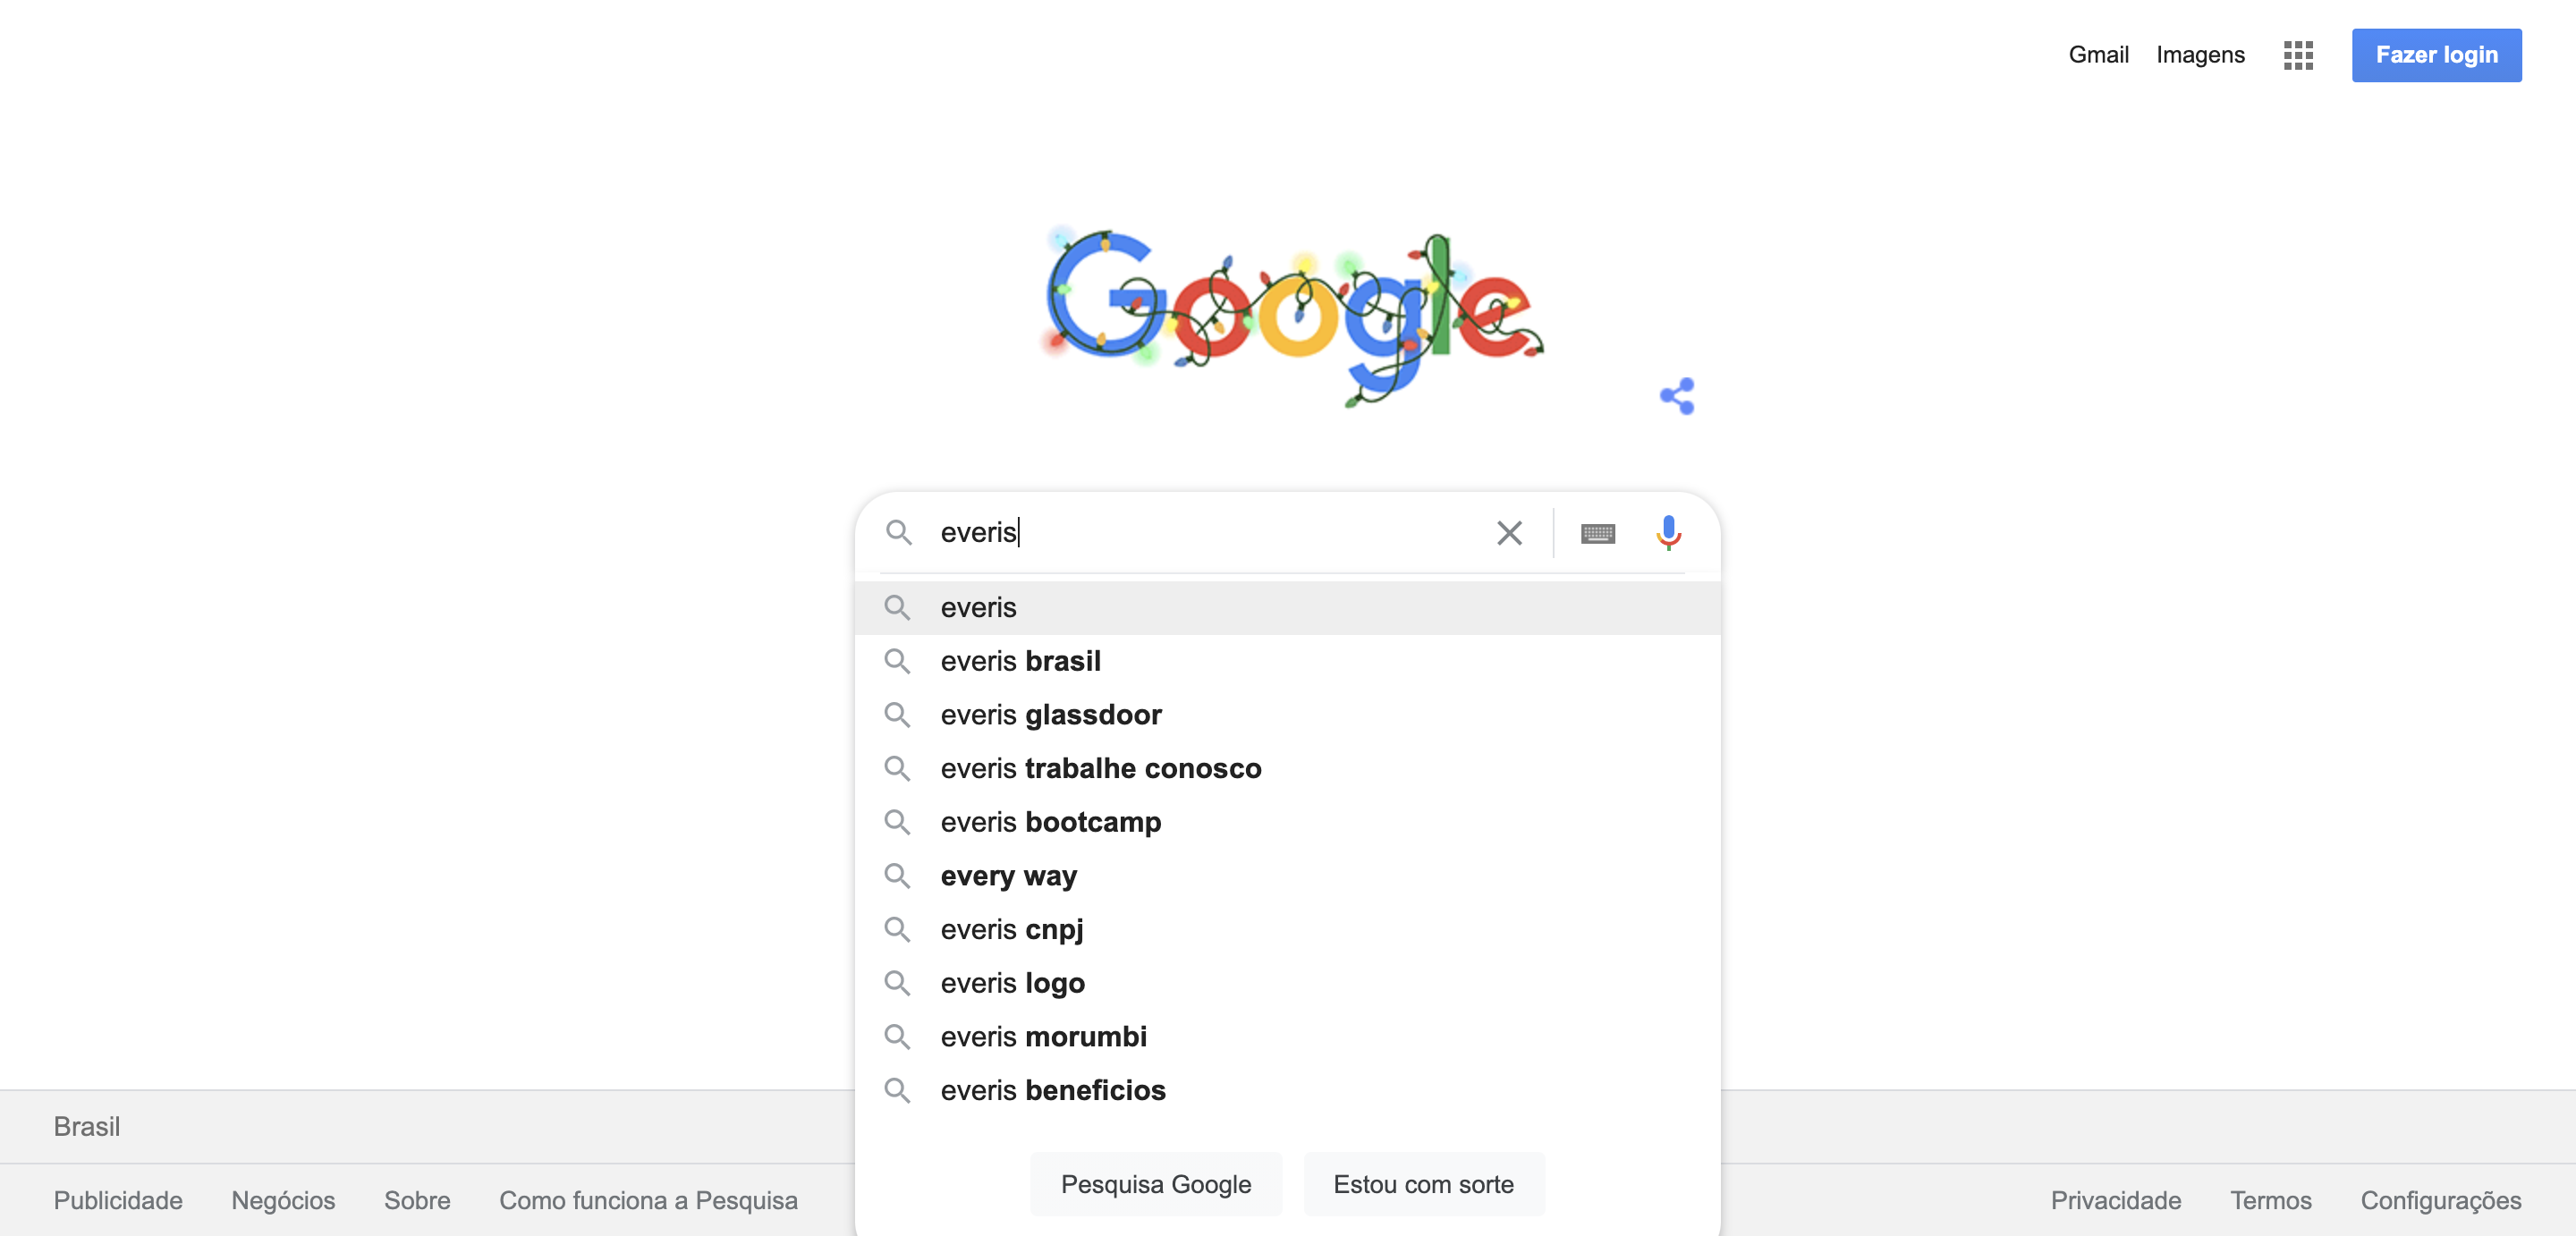 Gmail Imagens Fazer login
Google
everis
everis
everis brasil
everis glassdoor
everis trabalhe conosco
everis bootcamp
every way
everis cnpj
everis logo
everis morumbi
everis beneficios
Pesquisa Google Estou com sorte
Brasil
Publicidade Negócios Sobre Como funciona a Pesquisa Privacidade Termos Configurações